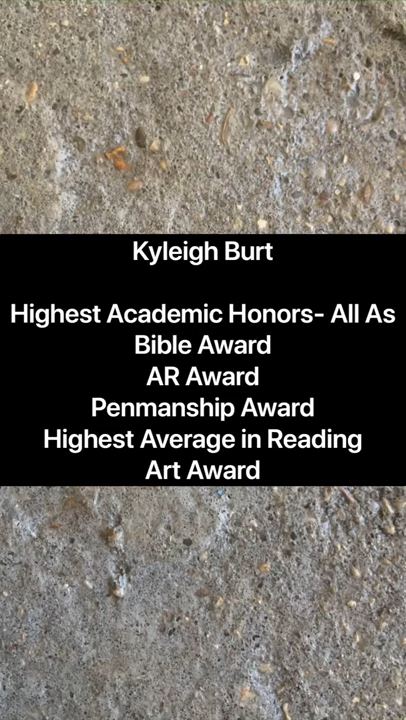 Kyleigh Burt
Highest Academic Honors- All As
Bible Award
AR Award
Penmanship Award
Highest Average in Reading
Art Award